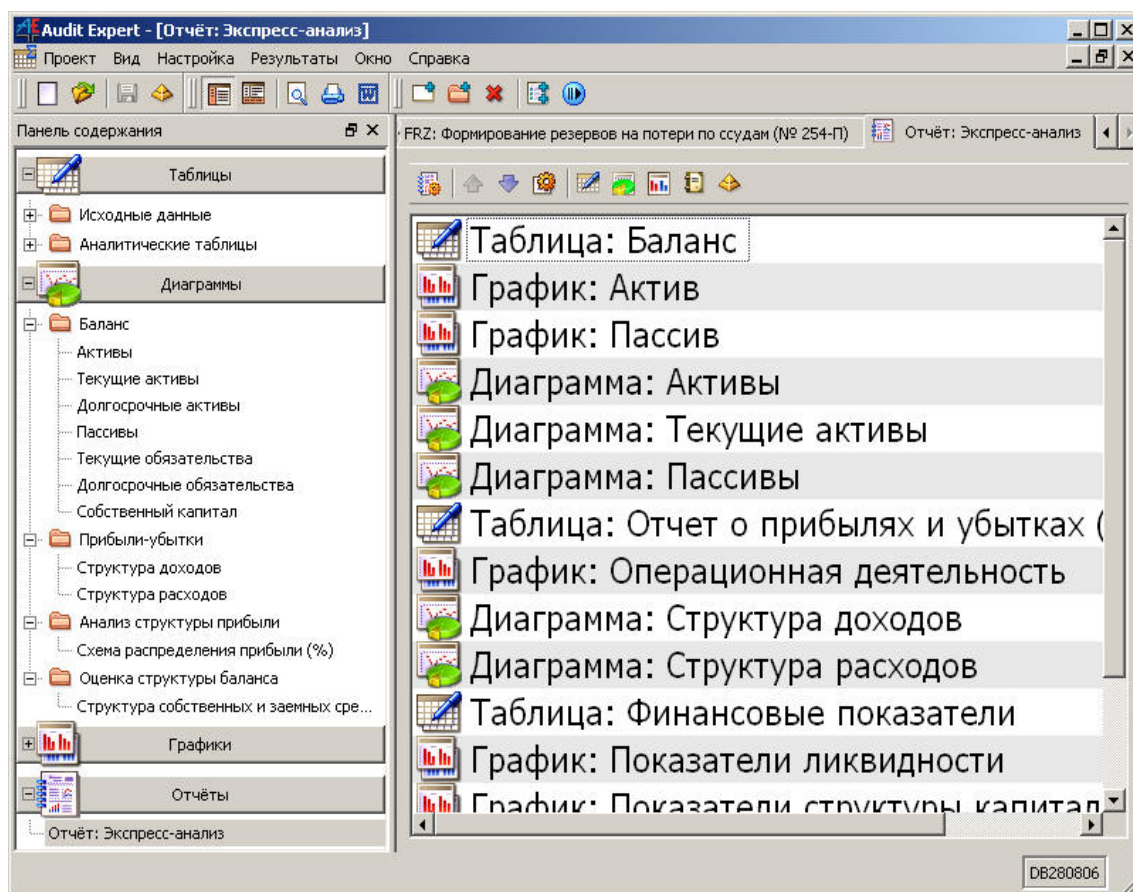 Audit Expert - [Отчёт: Экспресс-анализ]
Проект Вид Настройка Результаты Окно Справка
Панель содержания
Таблицы
Исходные данные
Аналитические таблицы
Диаграммы
Баланс
Активы
Текущие активы
Долгосрочные активы
Пассивы
Текущие обязательства
Долгосрочные обязательства
Собственный капитал
Прибыли-убытки
Структура доходов
Структура расходов
Анализ структуры прибыли
Схема распределения прибыли (%)
Оценка структуры баланса
Структура собственных и заемных сре...
Графики
Отчёты
Отчёт: Экспресс-анализ
FRZ: Формирование резервов на потери по ссудам (№ 254-П)
Отчёт: Экспресс-анализ
Таблица: Баланс
График: Актив
График: Пассив
Диаграмма: Активы
Диаграмма: Текущие активы
Диаграмма: Пассивы
Таблица: Отчет о прибылях и убытках (
График: Операционная деятельность
Диаграмма: Структура доходов
Диаграмма: Структура расходов
Таблица: Финансовые показатели
График: Показатели ликвидности
График: Показатели структуры капитал
DB280806